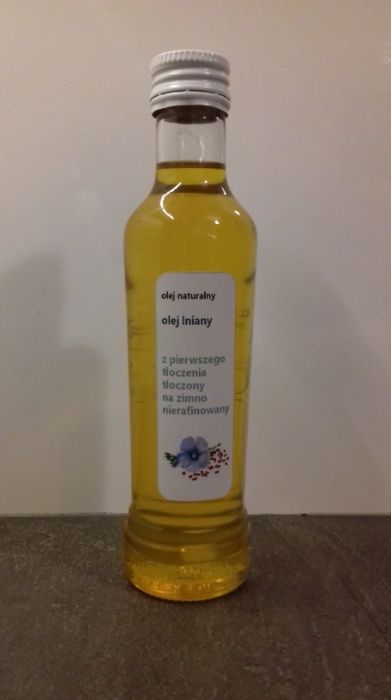 olej naturalny
olej lniany
z pierwszego
tłoczenia
tłoczony
na zimno
nierafinowany